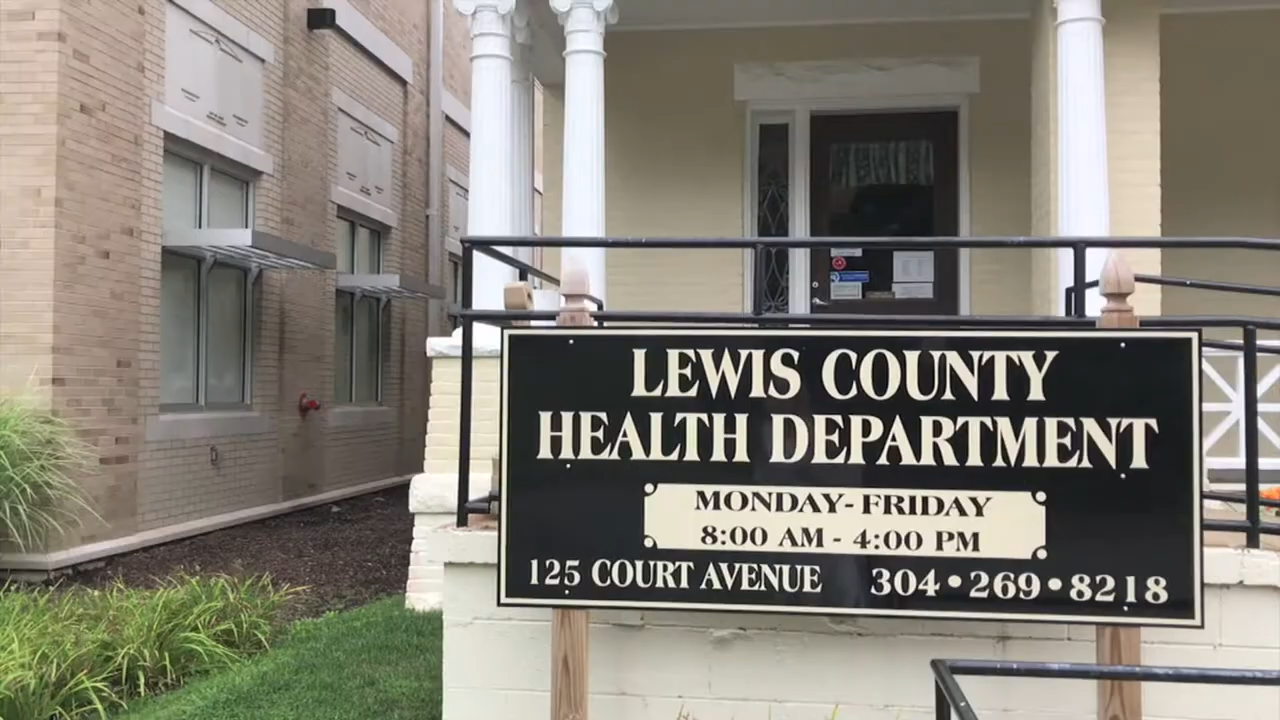 LEWIS COUNTY
HEALTH DEPARTMENT
MONDAY-FRIDAY
8:00 AM - 4:00 PM
125 COURT AVENUE 304•269•8218